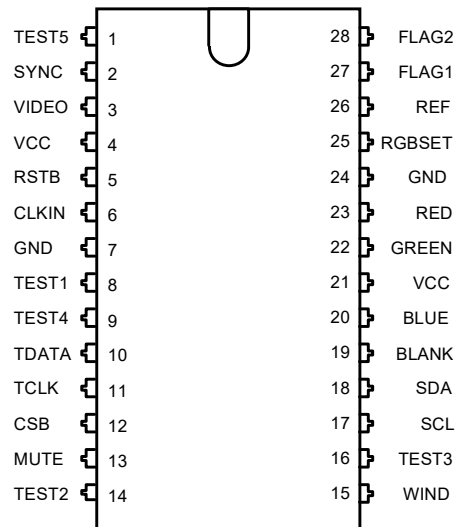 TEST5 1 28 FLAG2
SYNC 2 27 FLAG1
VIDEO 3 26 REF
VCC 4 25 RGBSET
RSTB 5 24 GND
CLKIN 6 23 RED
GND 7 22 GREEN
TEST1 8 21 VCC
TEST4 9 20 BLUE
TDATA 10 19 BLANK
TCLK 11 18 SDA
CSB 12 17 SCL
MUTE 13 16 TEST3
TEST2 14 15 WIND